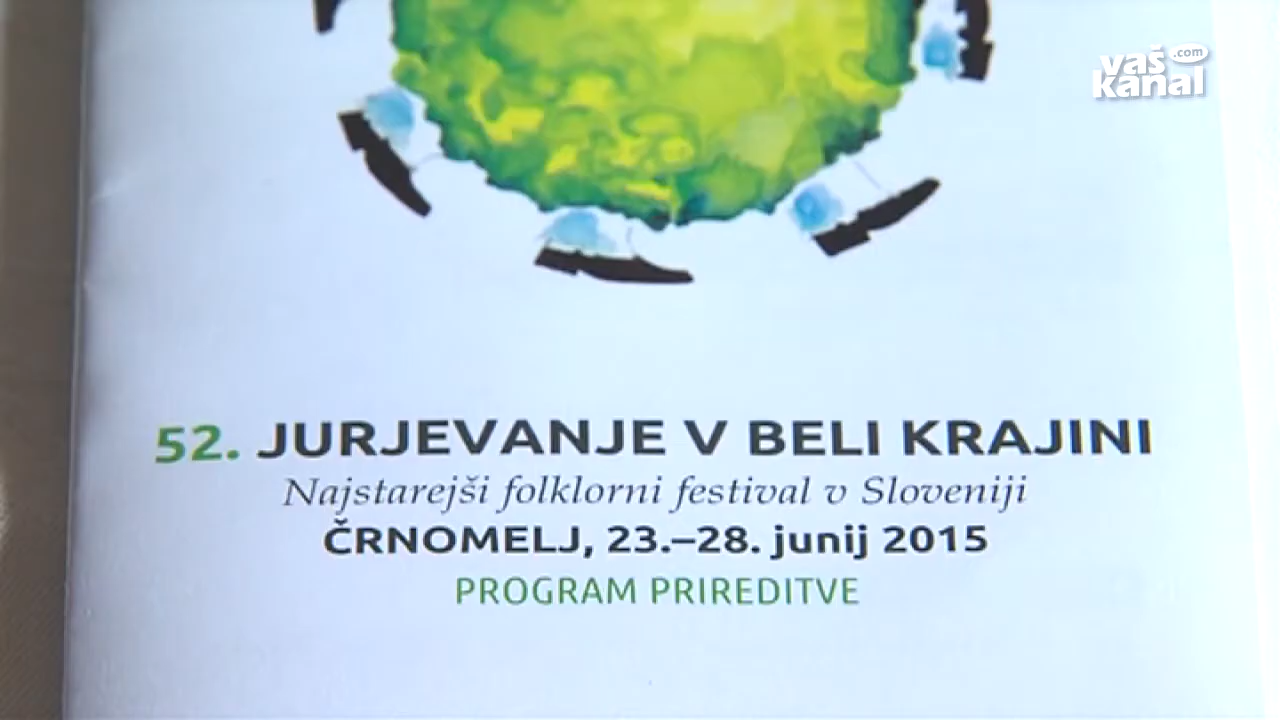 vaš .com
kanal
52. JURJEVANJE V BELI KRAJINI
Najstarejši folklorni festival v Sloveniji
ČRNOMELJ, 23.–28. junij 2015
PROGRAM PRIREDITVE